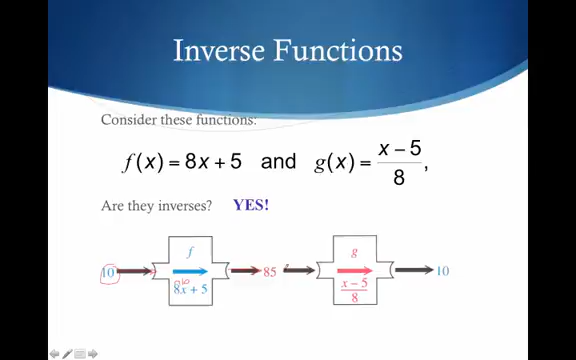 Inverse Functions
Consider these functions:
f(x) = 8x + 5 and g(x) = (x − 5)/8,
Are they inverses? YES!
10 f 85 g 10
8x + 5 (x − 5)/8
10